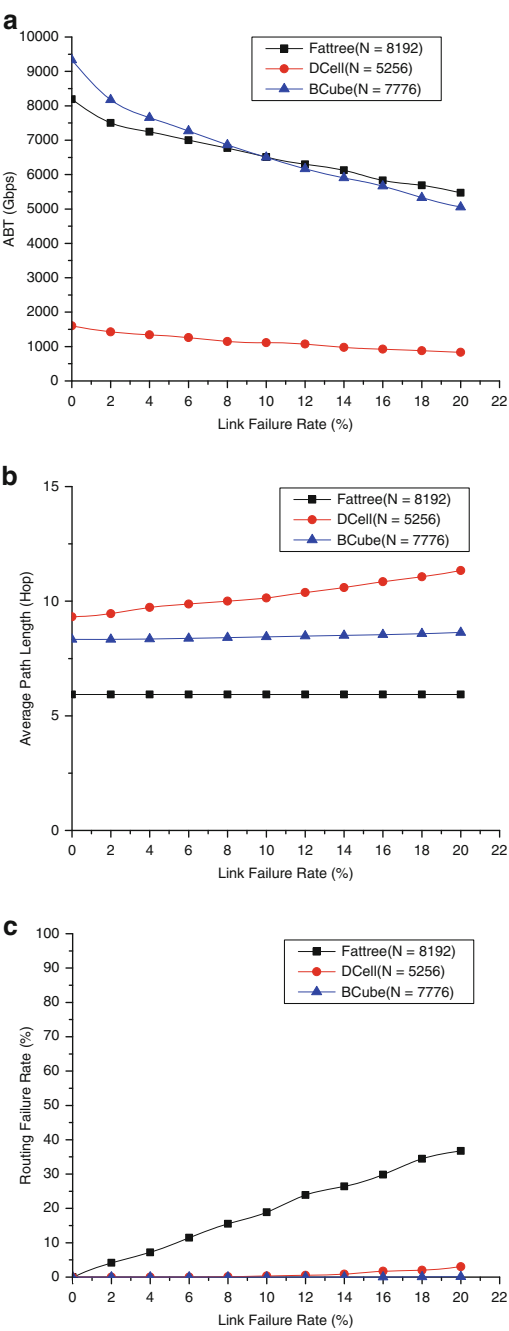 a
10000
9000
8000
7000
6000
5000
4000
3000
2000
1000
0
ABT (Gbps)
Fattree(N = 8192)
DCell(N = 5256)
BCube(N = 7776)
0 2 4 6 8 10 12 14 16 18 20 22
Link Failure Rate (%)
b
15
10
5
0
Average Path Length (Hop)
Fattree(N = 8192)
DCell(N = 5256)
BCube(N = 7776)
0 2 4 6 8 10 12 14 16 18 20 22
Link Failure Rate (%)
c
100
90
80
70
60
50
40
30
20
10
0
Routing Failure Rate (%)
Fattree(N = 8192)
DCell(N = 5256)
BCube(N = 7776)
0 2 4 6 8 10 12 14 16 18 20 22
Link Failure Rate (%)